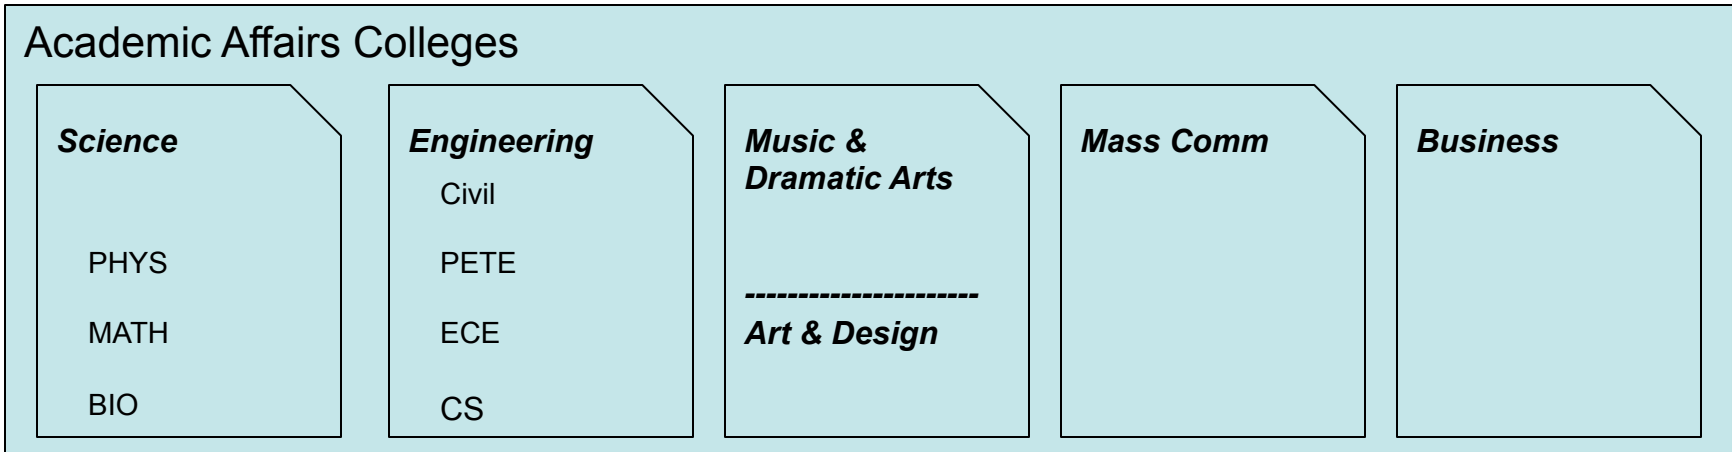 Academic Affairs Colleges
Science
PHYS
MATH
BIO
Engineering
Civil
PETE
ECE
CS
Music &
Dramatic Arts
----------------------
Art & Design
Mass Comm
Business